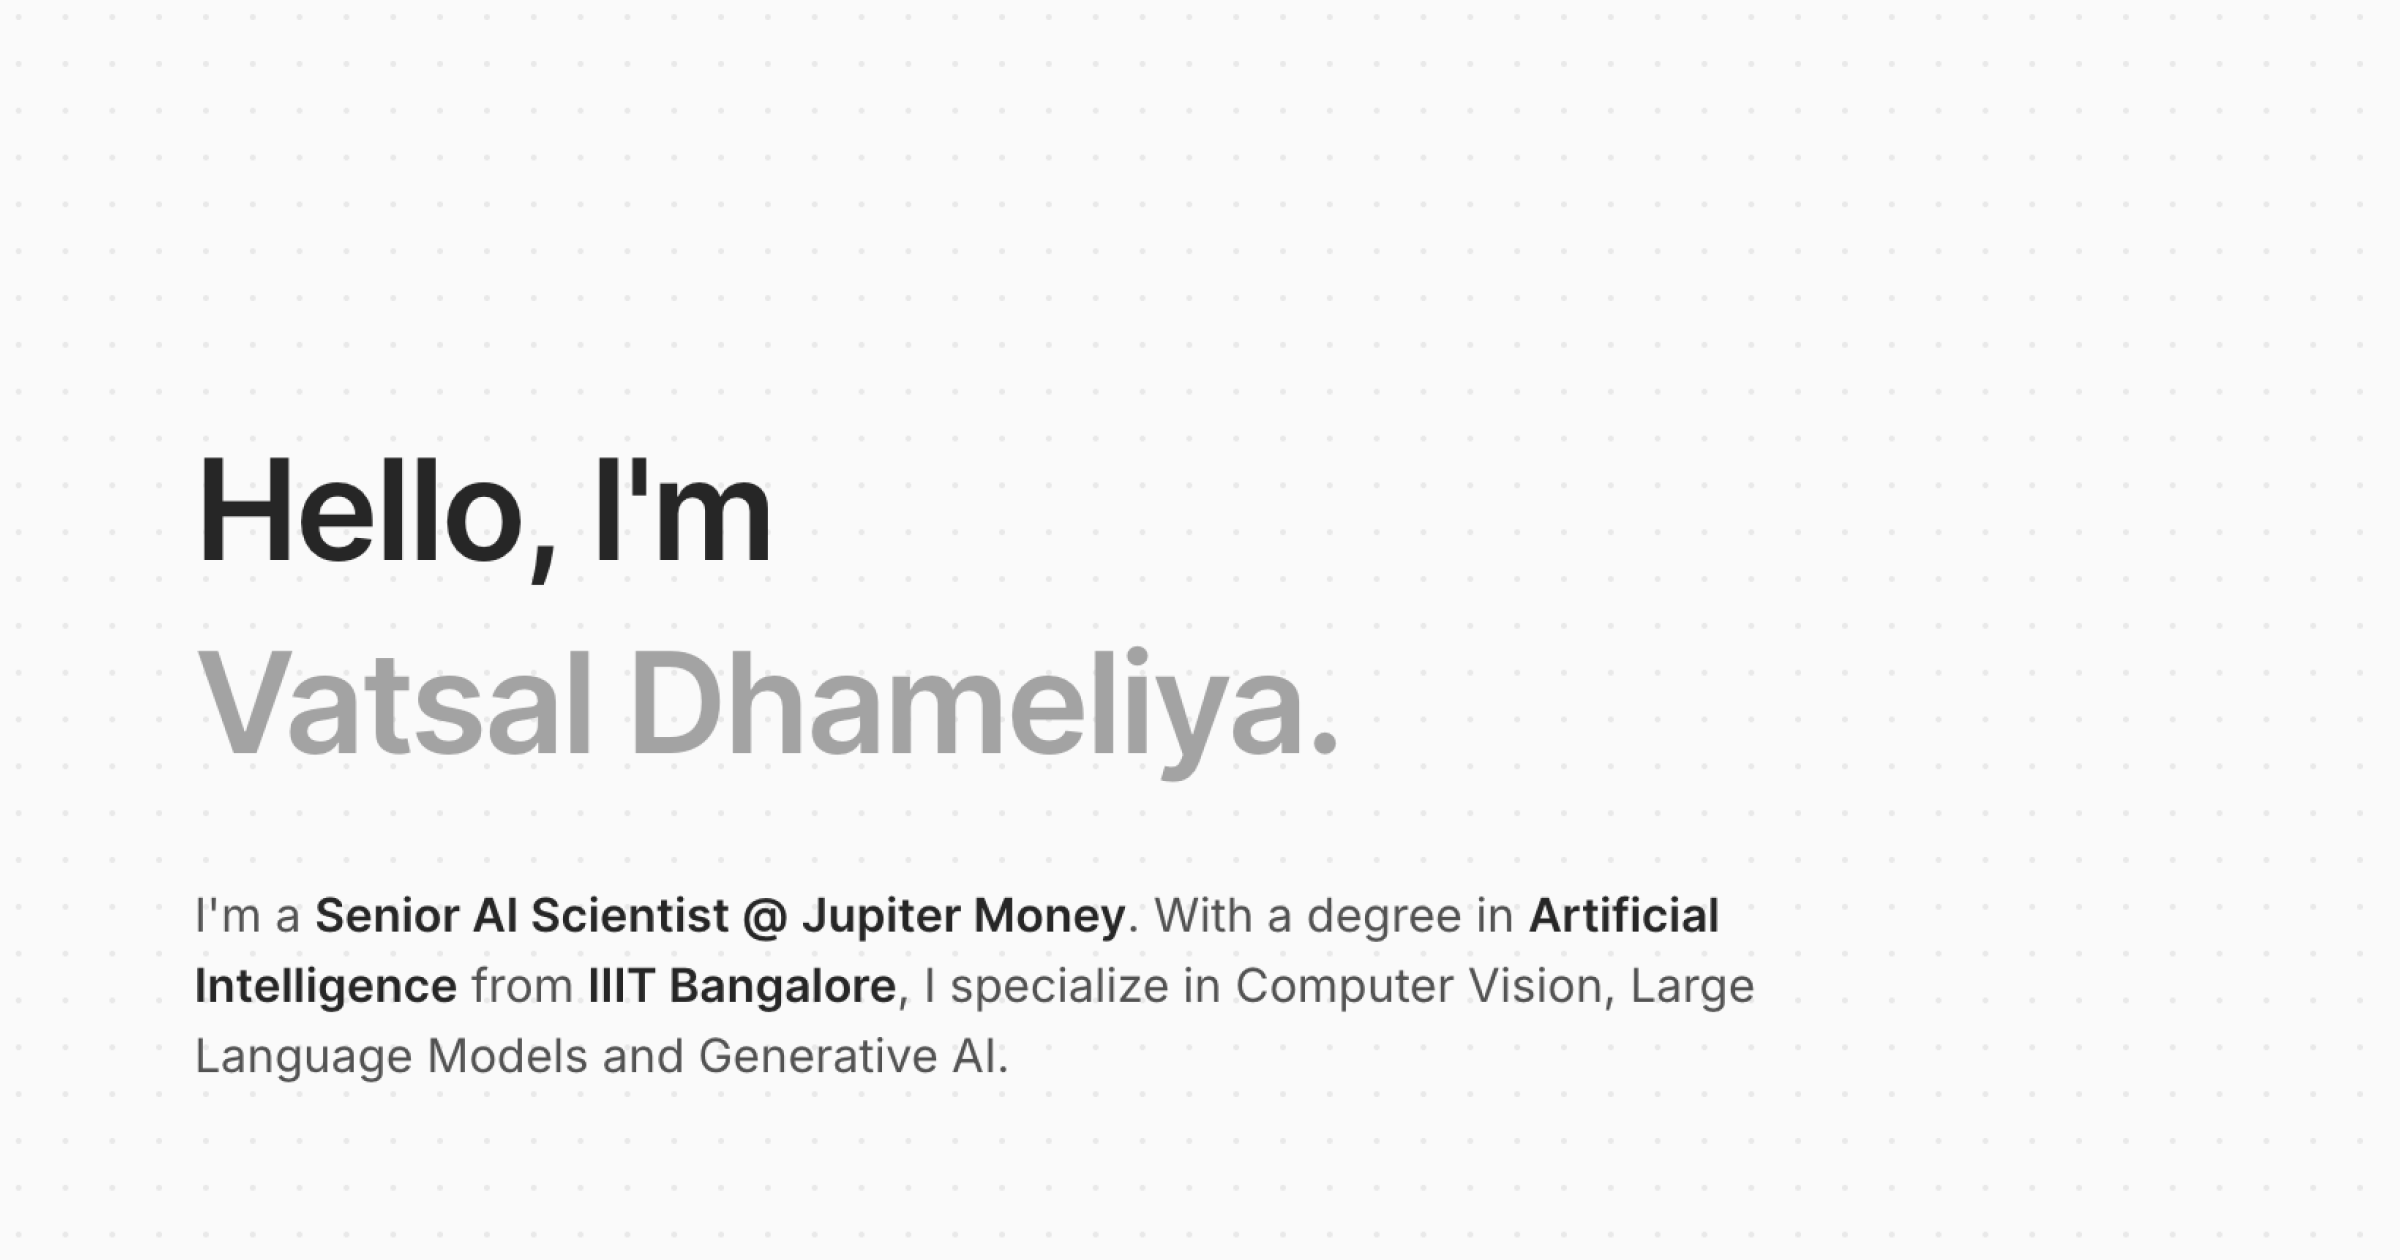 Hello, I'm
Vatsal Dhameliya.
I'm a Senior AI Scientist @ Jupiter Money. With a degree in Artificial
Intelligence from IIIT Bangalore, I specialize in Computer Vision, Large
Language Models and Generative AI.